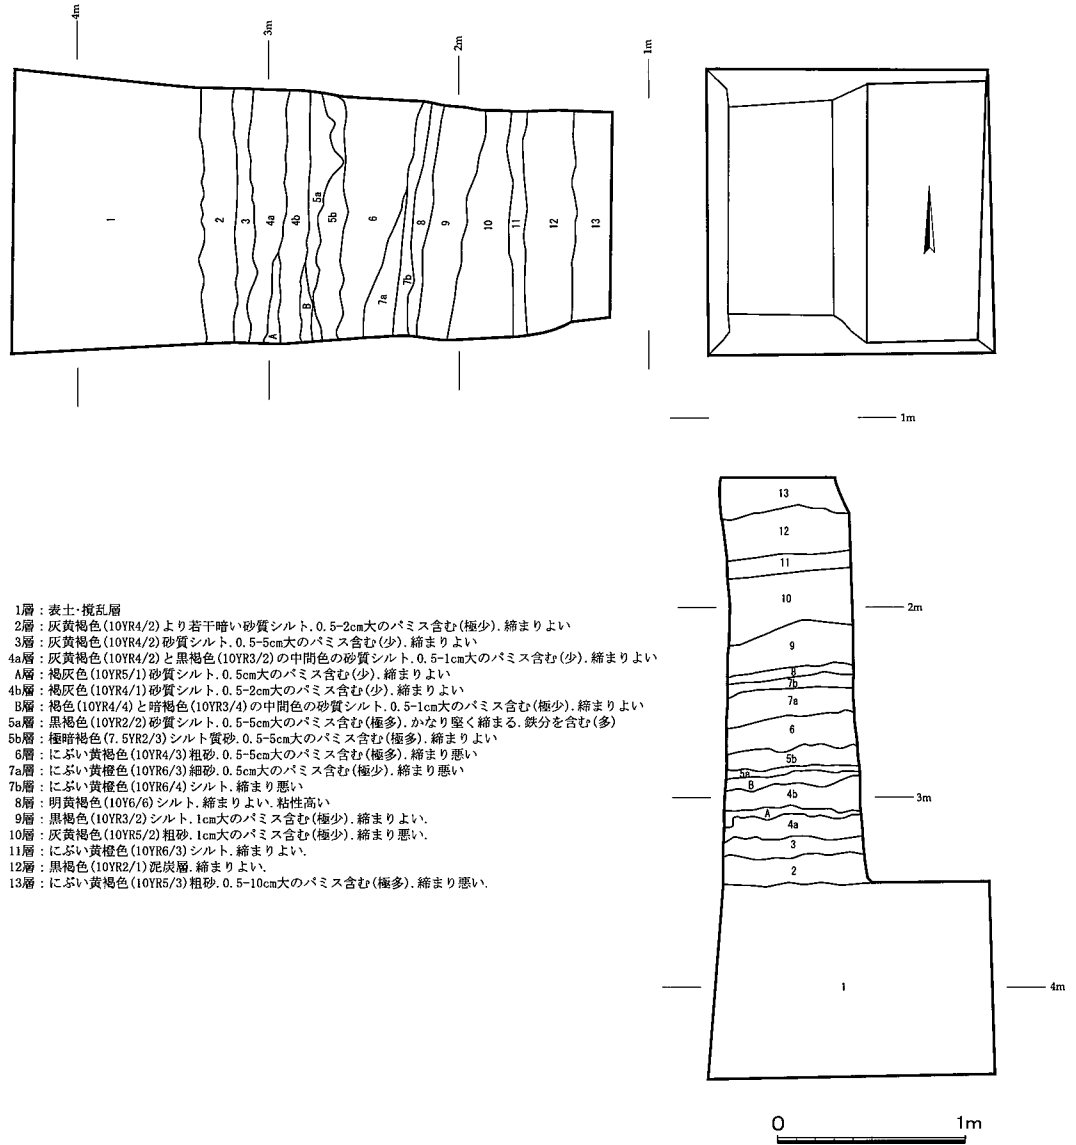 4m
3m
2m
1m
1
2
3
4a
4b
5a
5b
6
7a
7b
8
9
10
11
12
13
A
B
1m
13
12
11
10
2m
9
8
7b
7a
6
5b
5a
B
4b
3m
A
4a
3
2
1
4m
1層:表土・撹乱層
2層:灰黄褐色(10YR4/2)より若干暗い砂質シルト.0.5-2cm大のパミス含む(極少).締まりよい
3層:灰黄褐色(10YR4/2)砂質シルト.0.5-5cm大のパミス含む(少).締まりよい
4a層:灰黄褐色(10YR4/2)と黒褐色(10YR3/2)の中間色の砂質シルト.0.5-1cm大のパミス含む(少).締まりよい
A層:褐灰色(10YR5/1)砂質シルト.0.5cm大のパミス含む(少).締まりよい
4b層:褐灰色(10YR4/1)砂質シルト.0.5-2cm大のパミス含む(少).締まりよい
B層:褐色(10YR4/4)と暗褐色(10YR3/4)の中間色の砂質シルト.0.5-1cm大のパミス含む(極少).締まりよい
5a層:黒褐色(10YR2/2)砂質シルト.0.5-5cm大のパミス含む(極多).かなり堅く締まる.鉄分を含む(多)
5b層:極暗褐色(7.5YR2/3)シルト質砂.0.5-5cm大のパミス含む(極多).締まりよい
6層:にぶい黄褐色(10YR4/3)粗砂.0.5-5cm大のパミス含む(極多).締まり悪い
7a層:にぶい黄橙色(10YR6/3)細砂.0.5cm大のパミス含む(極少).締まり悪い
7b層:にぶい黄橙色(10YR6/4)シルト.締まり悪い
8層:明黄褐色(10Y6/6)シルト.締まりよい.粘性高い
9層:黒褐色(10YR3/2)シルト.1cm大のパミス含む(極少).締まりよい.
10層:灰黄褐色(10YR5/2)粗砂.1cm大のパミス含む(極少).締まり悪い.
11層:にぶい黄橙色(10YR6/3)シルト.締まりよい.
12層:黒褐色(10YR2/1)泥炭層.締まりよい.
13層:にぶい黄褐色(10YR5/3)粗砂.0.5-10cm大のパミス含む(極多).締まり悪い.
0 1m